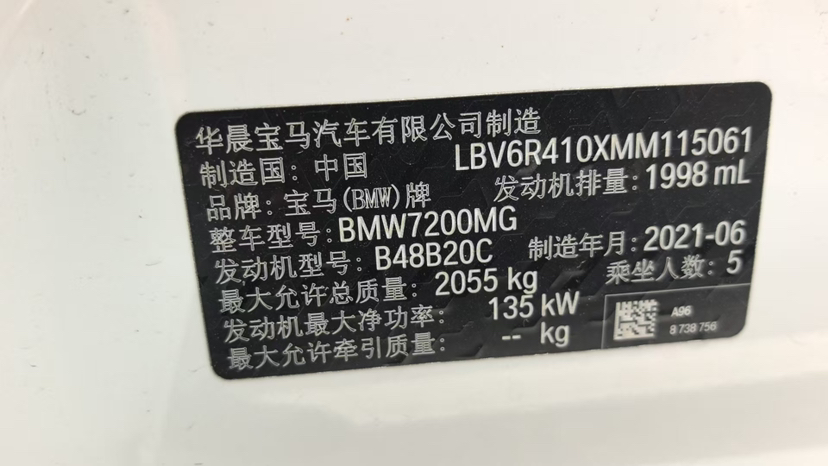 华晨宝马汽车有限公司制造
制造国: 中国 LBV6R410XMM115061
品牌: 宝马(BMW)牌 发动机排量: 1998 mL
整车型号: BMW7200MG
发动机型号: B48B20C 制造年月: 2021-06
最大允许总质量: 2055 kg 乘坐人数: 5
发动机最大净功率: 135 kW
最大允许牵引质量: -- kg
A96
8 738 756